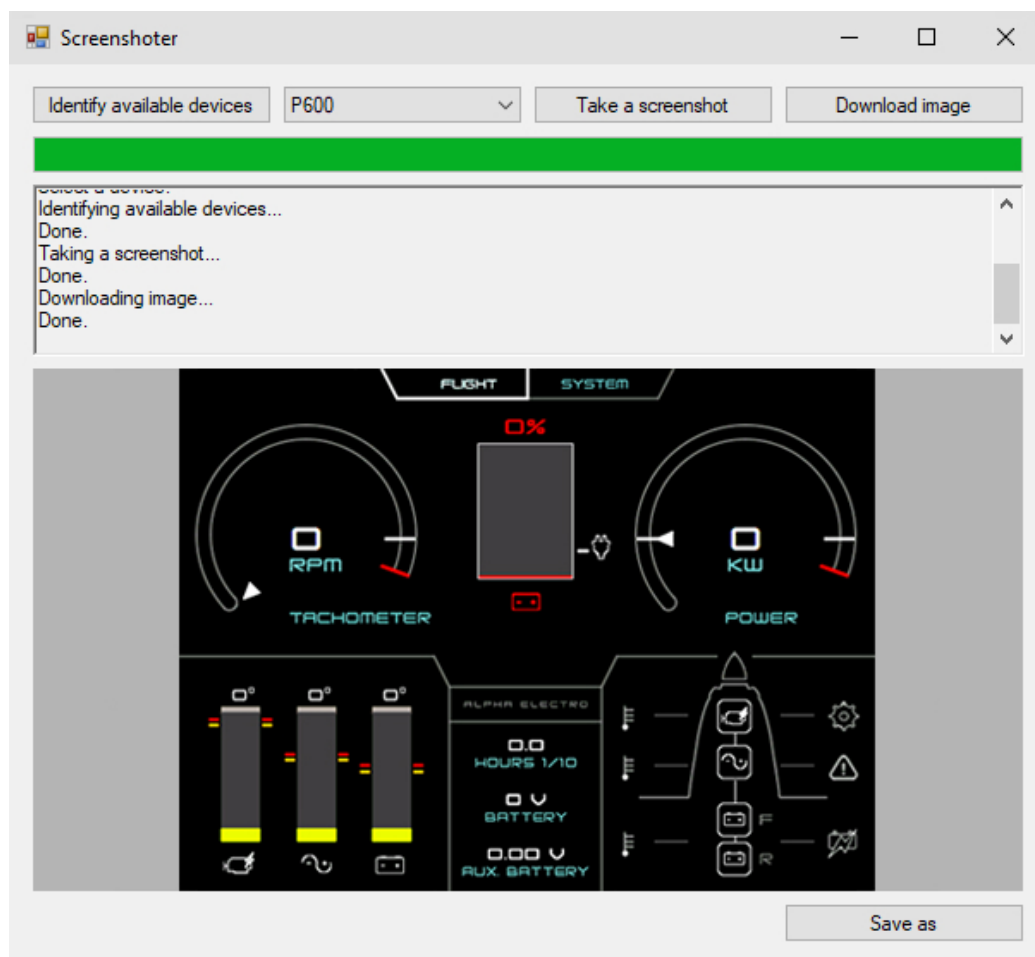 Screenshoter
Identify available devices
P600
Take a screenshot
Download image
Select a device.
Identifying available devices...
Done.
Taking a screenshot...
Done.
Downloading image...
Done.
FLIGHT
SYSTEM
0%
0
RPM
TACHOMETER
0
KW
POWER
0°
0°
0°
ALPHA ELECTRO
0.0
HOURS 1/10
0 V
BATTERY
0.00 V
AUX. BATTERY
F
R
Save as